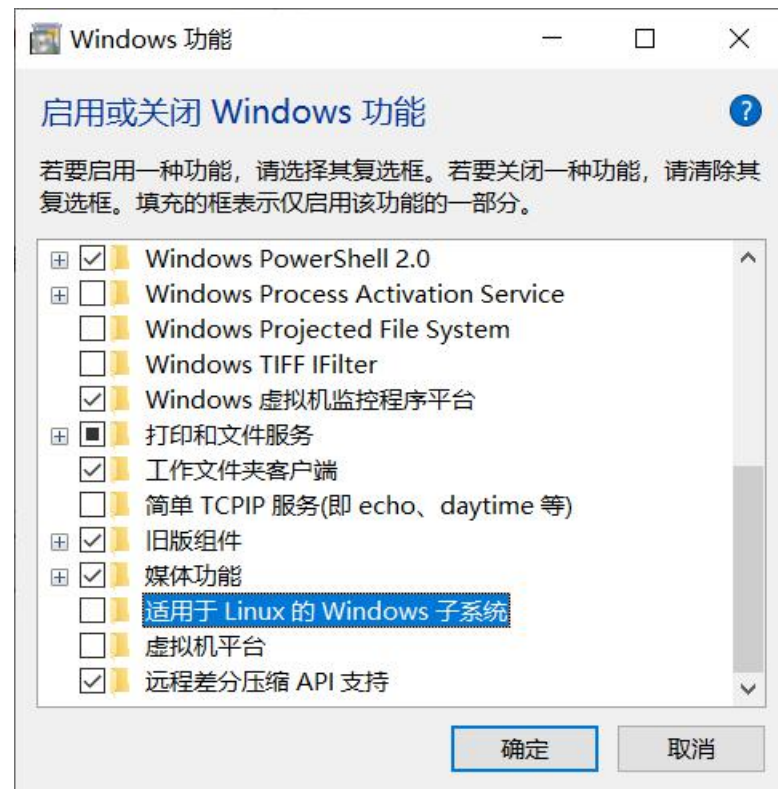 Windows 功能
启用或关闭 Windows 功能
?
若要启用一种功能，请选择其复选框。若要关闭一种功能，请清除其
复选框。填充的框表示仅启用该功能的一部分。
Windows PowerShell 2.0
Windows Process Activation Service
Windows Projected File System
Windows TIFF IFilter
Windows 虚拟机监控程序平台
打印和文件服务
工作文件夹客户端
简单 TCPIP 服务(即 echo、daytime 等)
旧版组件
媒体功能
适用于 Linux 的 Windows 子系统
虚拟机平台
远程差分压缩 API 支持
确定 取消